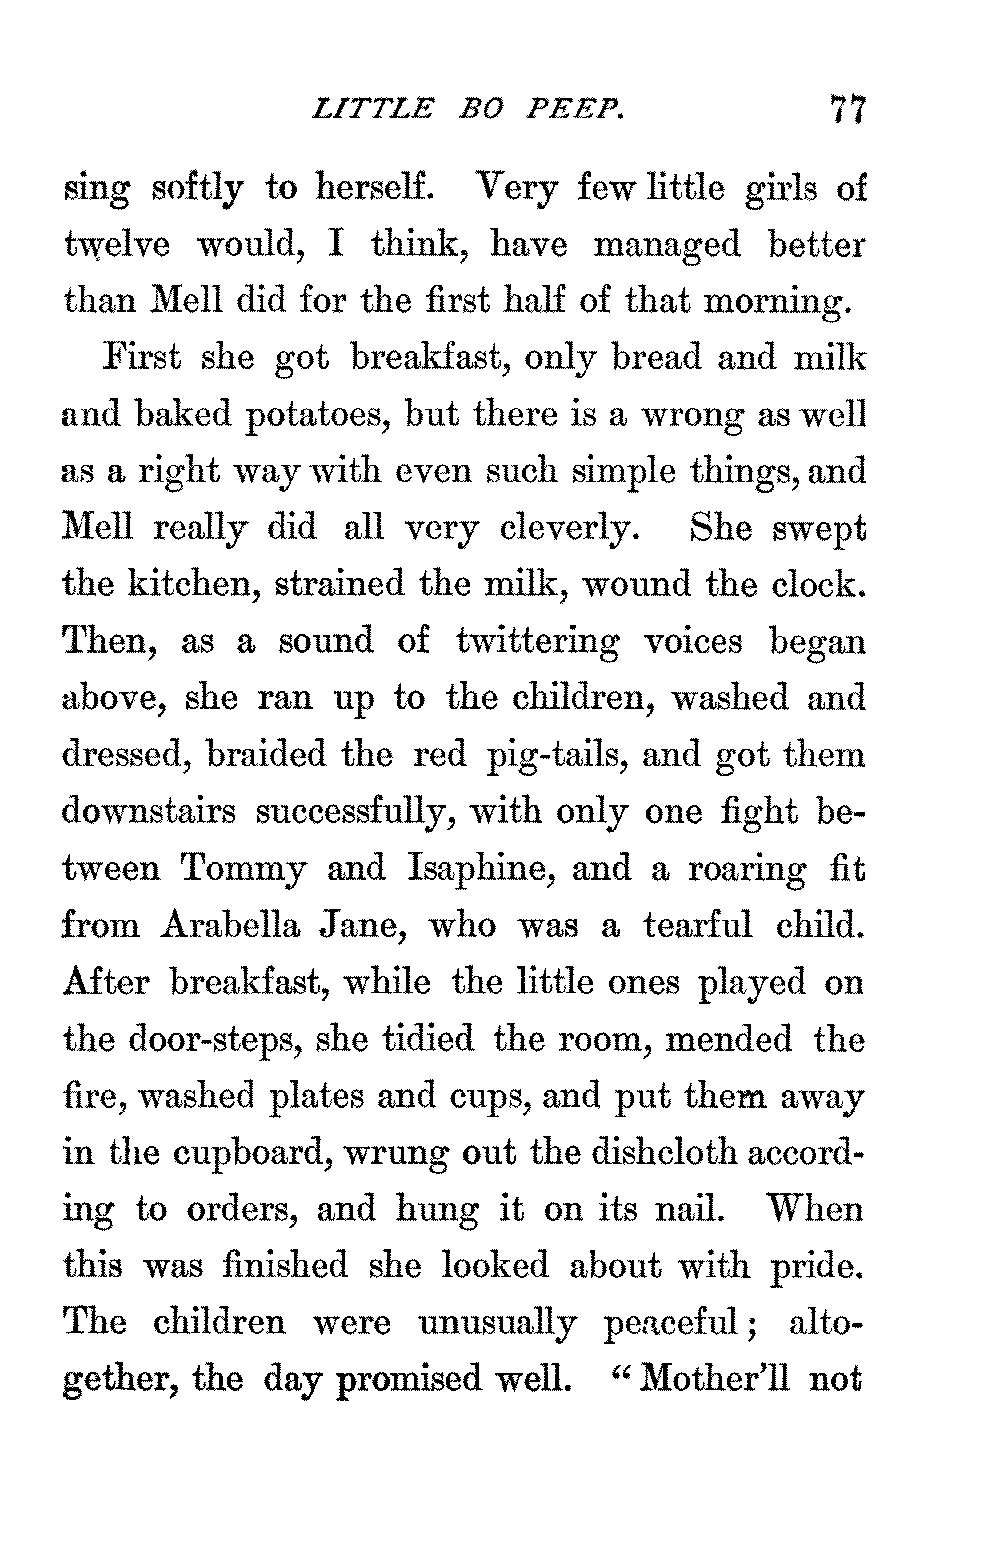 LITTLE BO PEEP. 77
sing softly to herself. Very few little girls of
twelve would, I think, have managed better
than Mell did for the first half of that morning.
First she got breakfast, only bread and milk
and baked potatoes, but there is a wrong as well
as a right way with even such simple things, and
Mell really did all very cleverly. She swept
the kitchen, strained the milk, wound the clock.
Then, as a sound of twittering voices began
above, she ran up to the children, washed and
dressed, braided the red pig-tails, and got them
downstairs successfully, with only one fight be-
tween Tommy and Isaphine, and a roaring fit
from Arabella Jane, who was a tearful child.
After breakfast, while the little ones played on
the door-steps, she tidied the room, mended the
fire, washed plates and cups, and put them away
in the cupboard, wrung out the dishcloth accord-
ing to orders, and hung it on its nail. When
this was finished she looked about with pride.
The children were unusually peaceful; alto-
gether, the day promised well. "Mother'll not